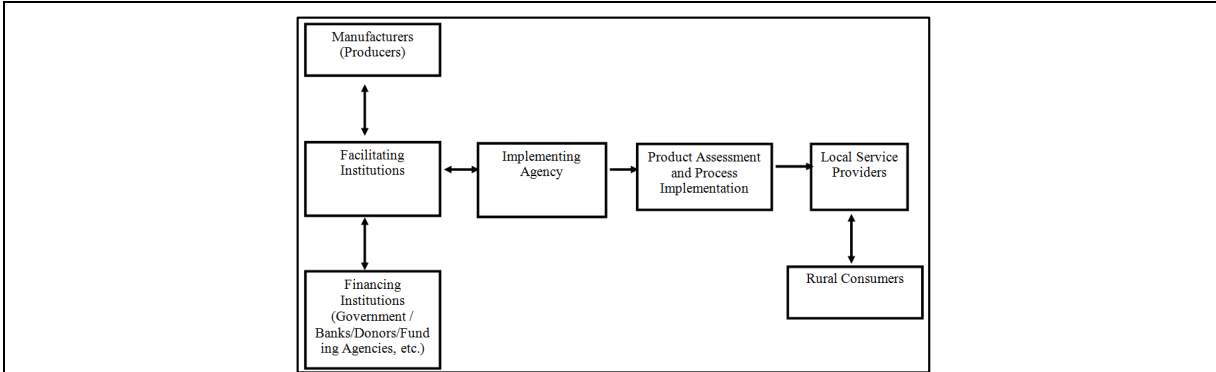 Manufacturers
(Producers)
Facilitating
Institutions
Implementing
Agency
Product Assessment
and Process
Implementation
Local Service
Providers
Financing
Institutions
(Government /
Banks/Donors/Fund
ing Agencies, etc.)
Rural Consumers